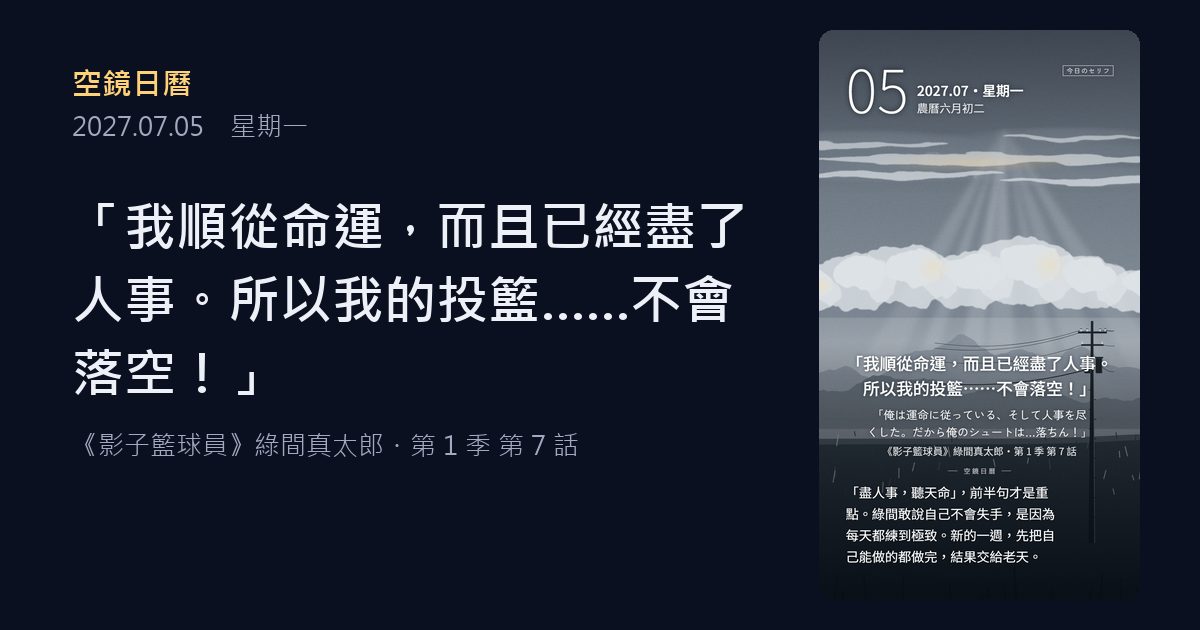 空鏡日曆
2027.07.05 星期一
「我順從命運，而且已經盡了
人事。所以我的投籃……不會
落空！」
《影子籃球員》綠間真太郎・第 1 季 第 7 話
今日のセリフ
05
2027.07・星期一
農曆六月初二
「我順從命運，而且已經盡了人事。
所以我的投籃⋯⋯不會落空！」
「俺は運命に従っている、そして人事を尽
くした。だから俺のシュートは…落ちん！」
《影子籃球員》綠間真太郎・第 1 季 第 7 話
— 空鏡日曆 —
「盡人事，聽天命」，前半句才是重
點。綠間敢說自己不會失手，是因為
每天都練到極致。新的一週，先把自
己能做的都做完，結果交給老天。